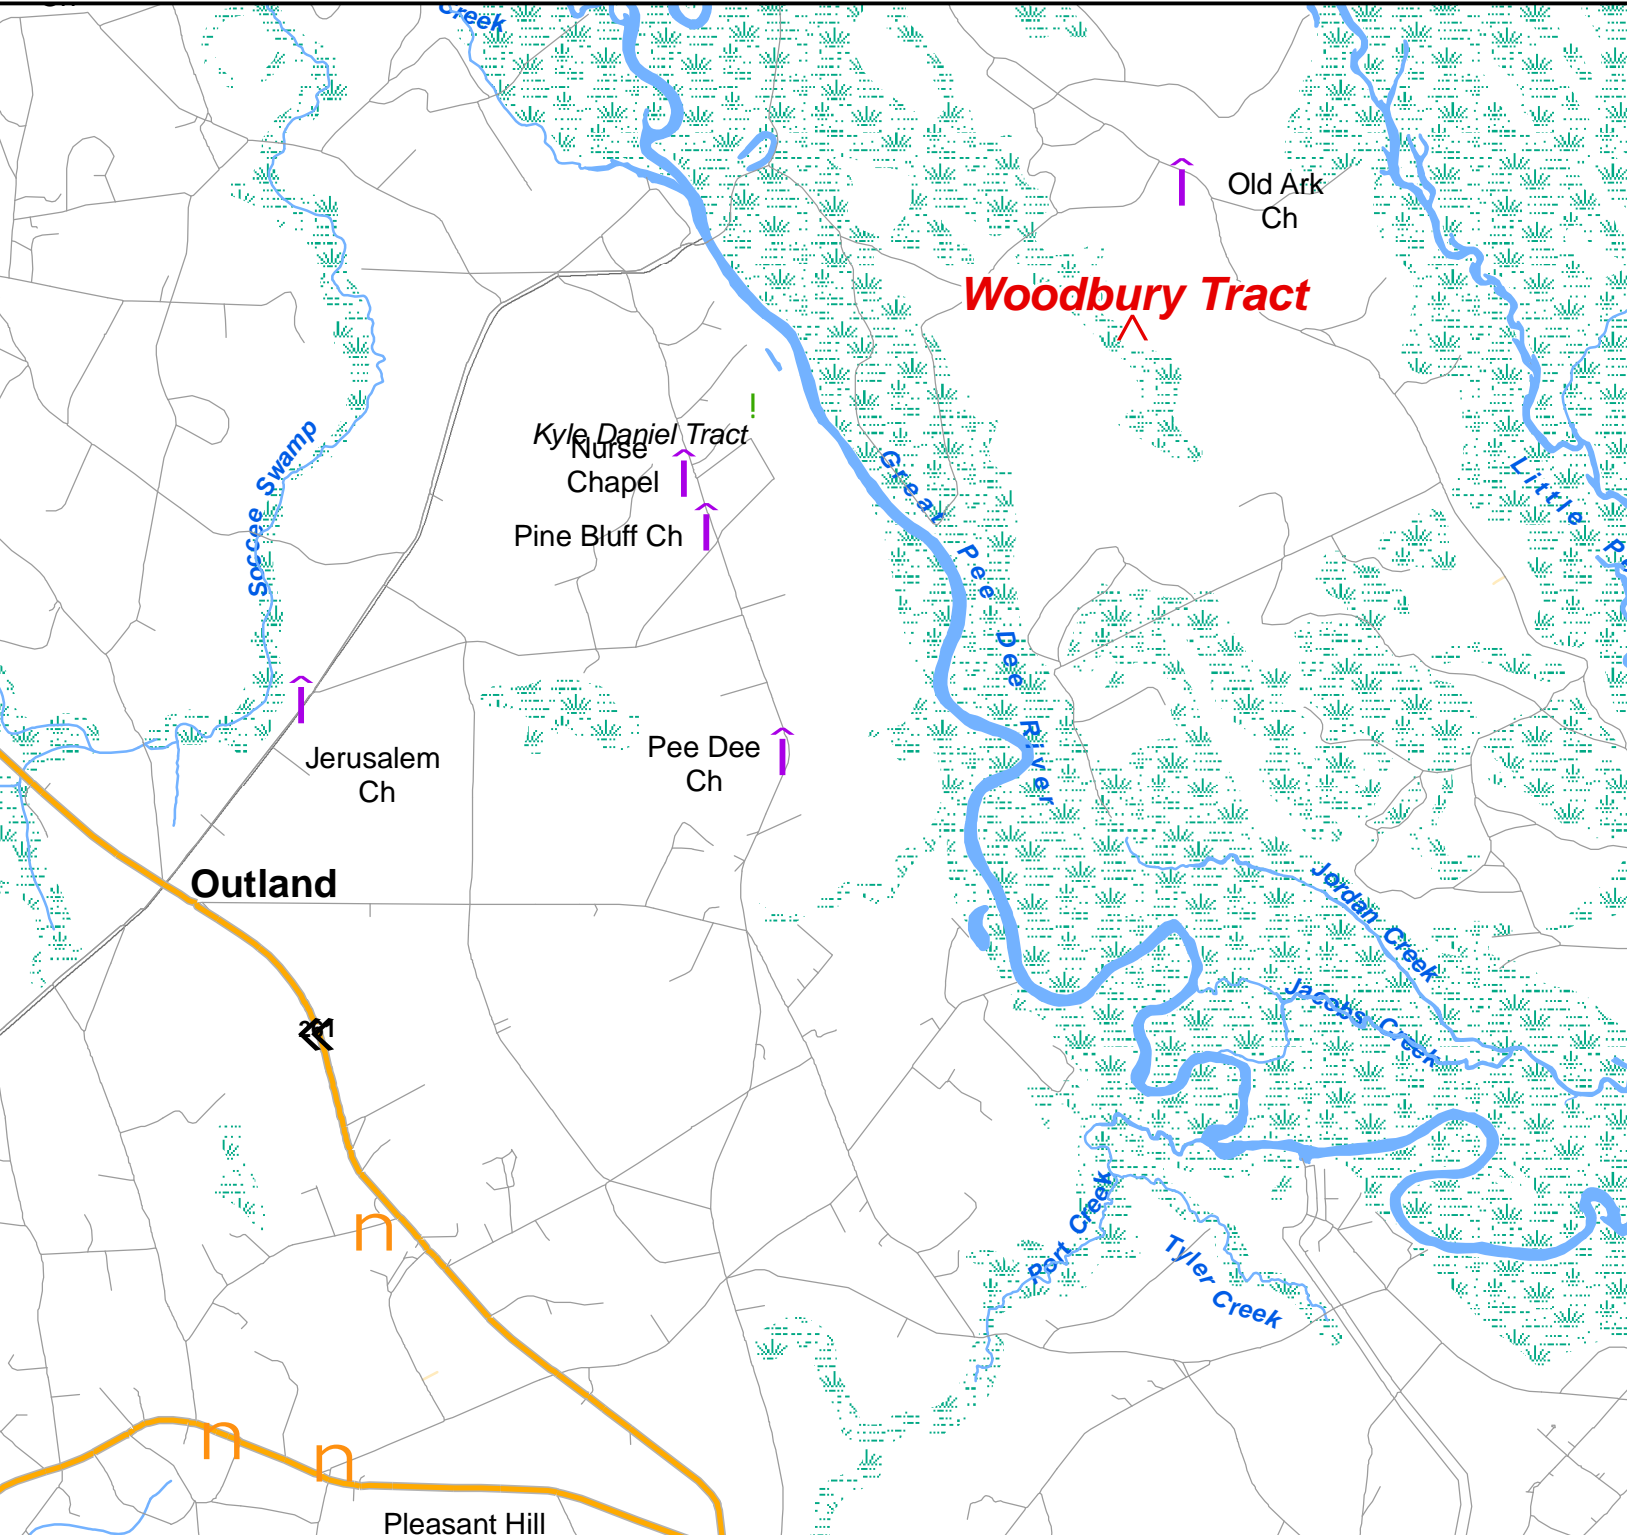 Creek
Old Ark
Ch
Woodbury Tract
Kyle Daniel Tract
Nurse
Chapel
Pine Bluff Ch
Soccee Swamp
Great Pee Dee River
Little
Jerusalem
Ch
Pee Dee
Ch
Outland
Jordan Creek
Jacobs Creek
Port Creek
Tyler Creek
Pleasant Hill